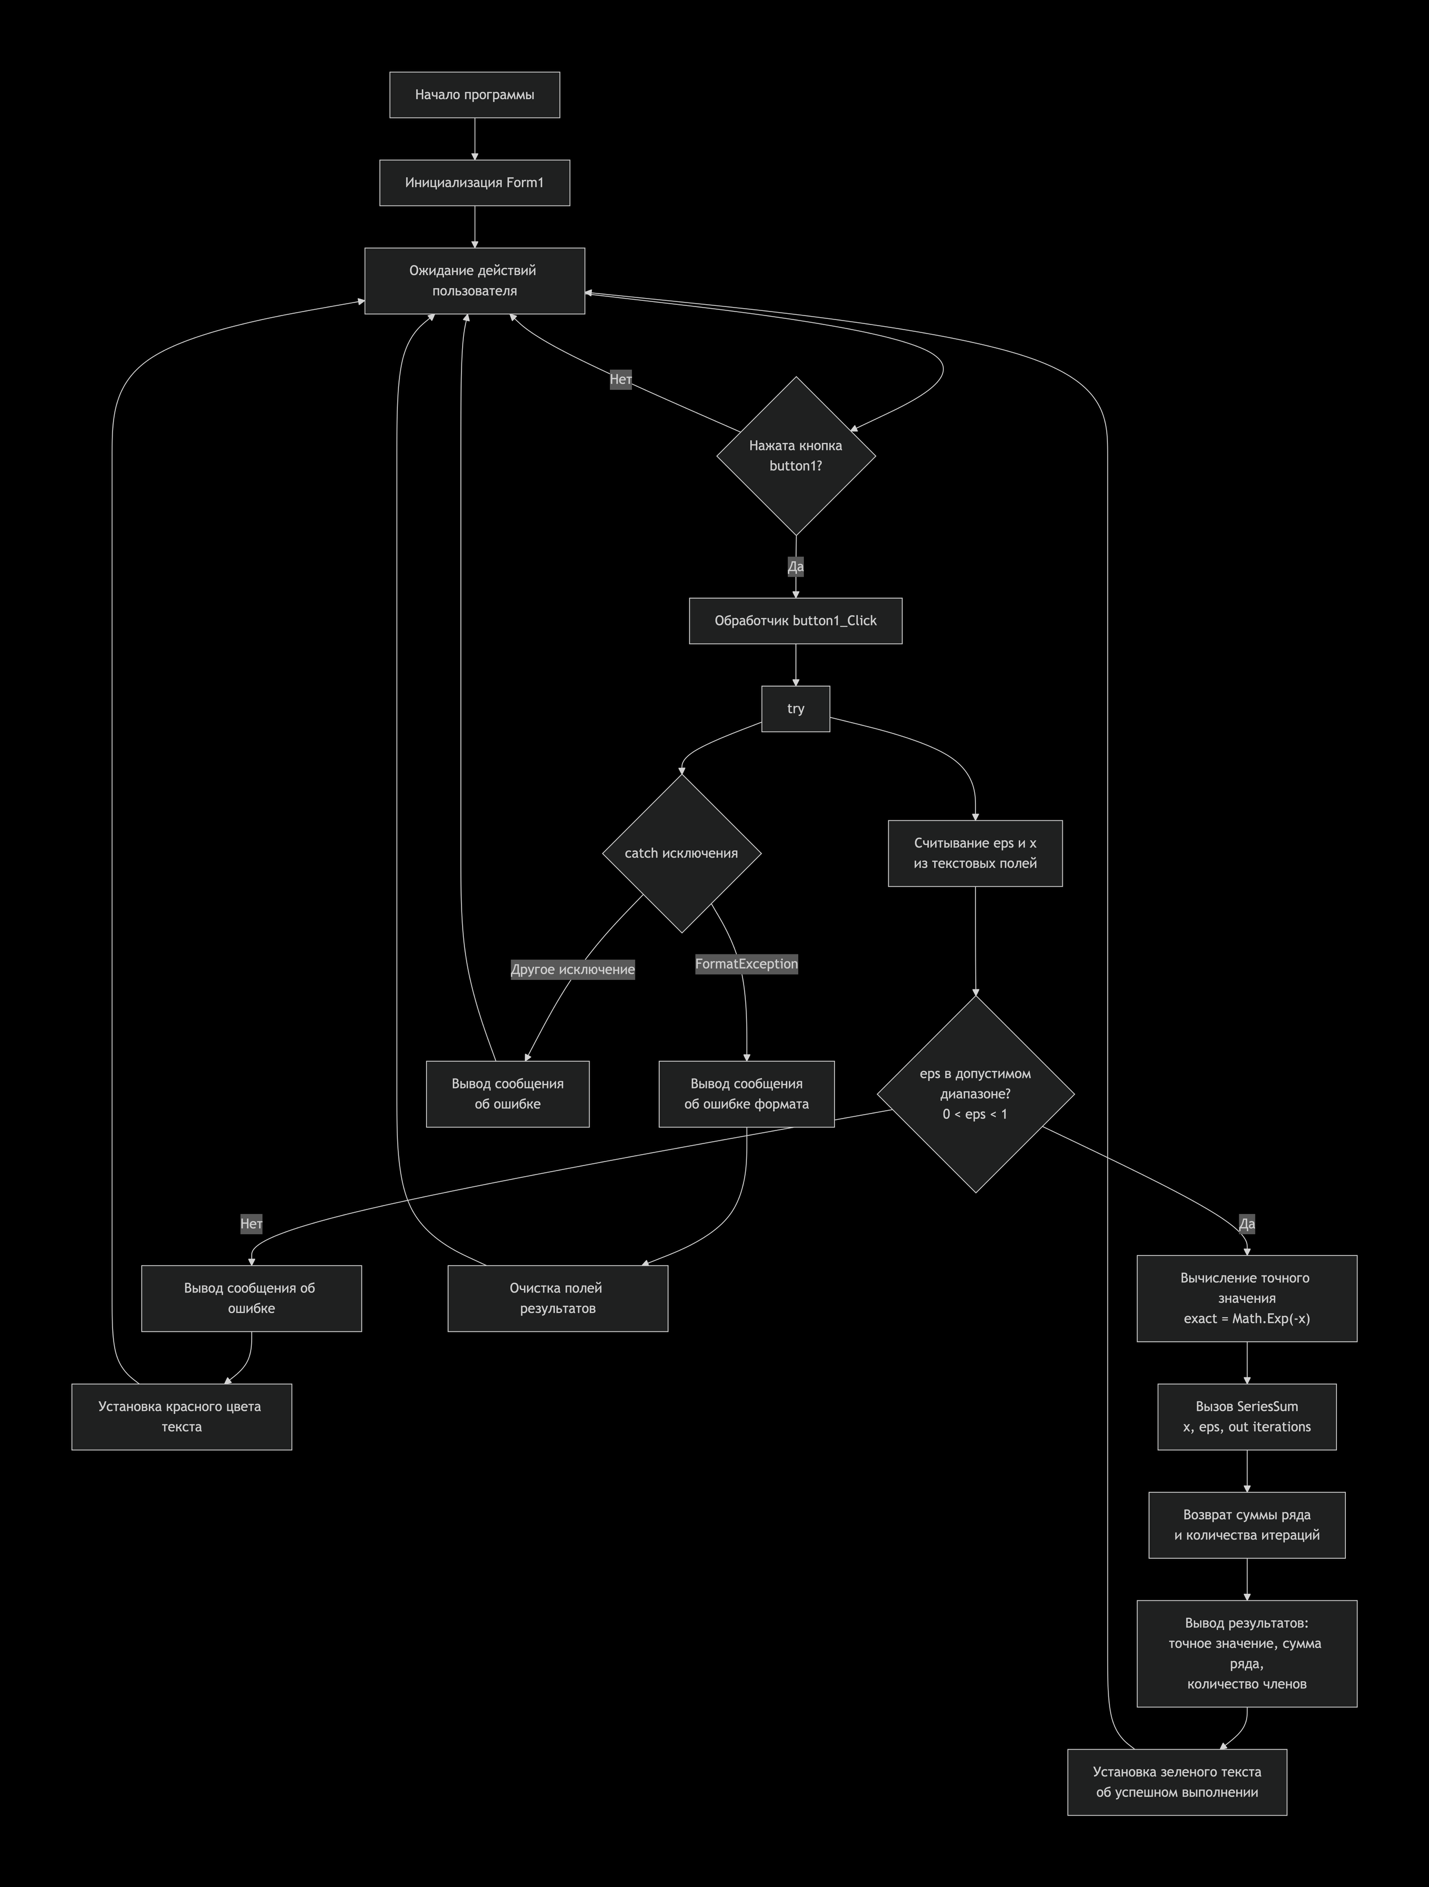 Начало программы
Инициализация Form1
Ожидание действий
пользователя
Нет
Нажата кнопка
button1?
Да
Обработчик button1_Click
try
catch исключения
Считывание eps и x
из текстовых полей
Другое исключение
FormatException
Вывод сообщения
об ошибке
Вывод сообщения
об ошибке формата
eps в допустимом
диапазоне?
0 < eps < 1
Нет
Да
Вывод сообщения об
ошибке
Очистка полей
результатов
Вычисление точного
значения
exact = Math.Exp(-x)
Установка красного цвета
текста
Вызов SeriesSum
x, eps, out iterations
Возврат суммы ряда
и количества итераций
Вывод результатов:
точное значение, сумма
ряда,
количество членов
Установка зеленого текста
об успешном выполнении